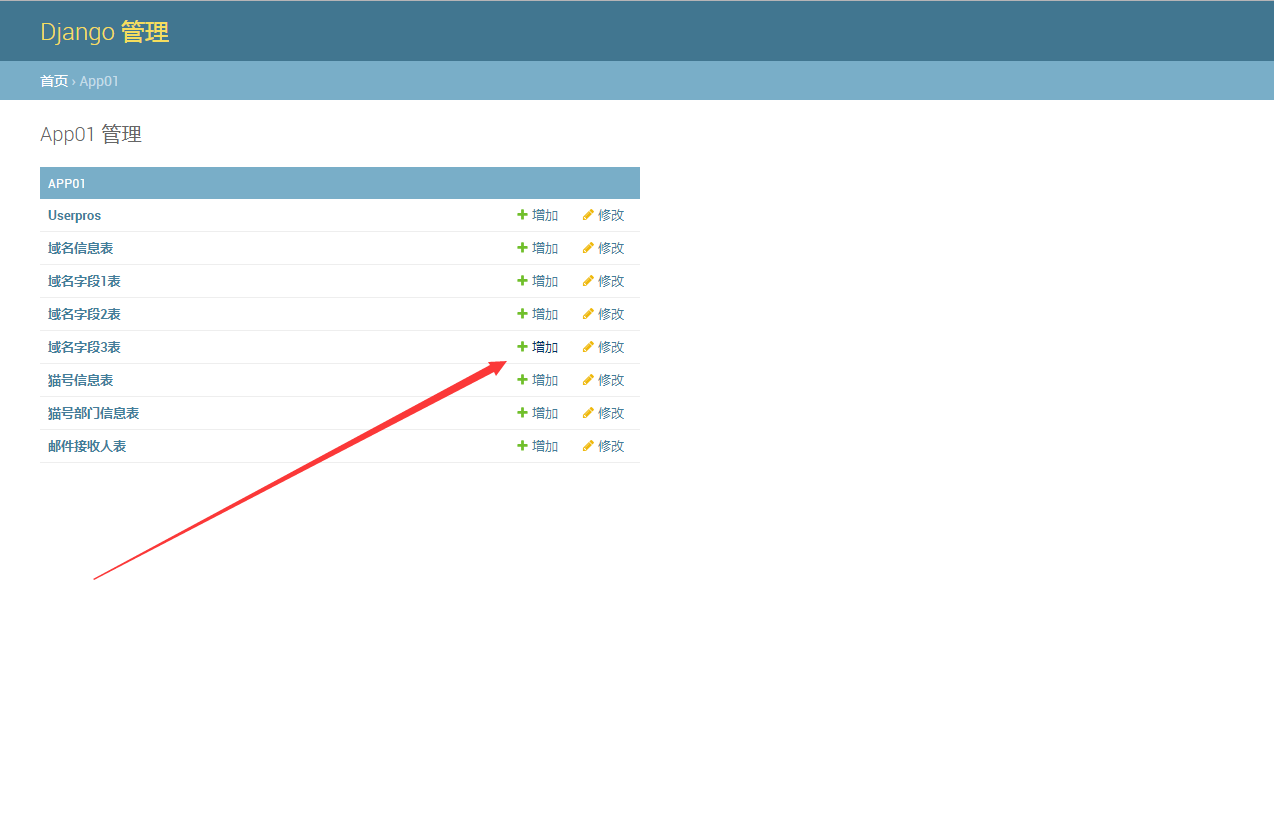 Django 管理
首页 › App01
App01 管理
APP01
Userpros 增加 修改
域名信息表 增加 修改
域名字段1表 增加 修改
域名字段2表 增加 修改
域名字段3表 增加 修改
猫号信息表 增加 修改
猫号部门信息表 增加 修改
邮件接收人表 增加 修改